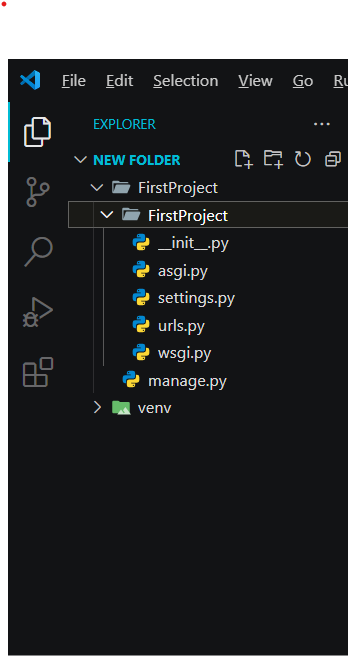 File Edit Selection View Go
EXPLORER ...
NEW FOLDER
FirstProject
FirstProject
__init__.py
asgi.py
settings.py
urls.py
wsgi.py
manage.py
venv